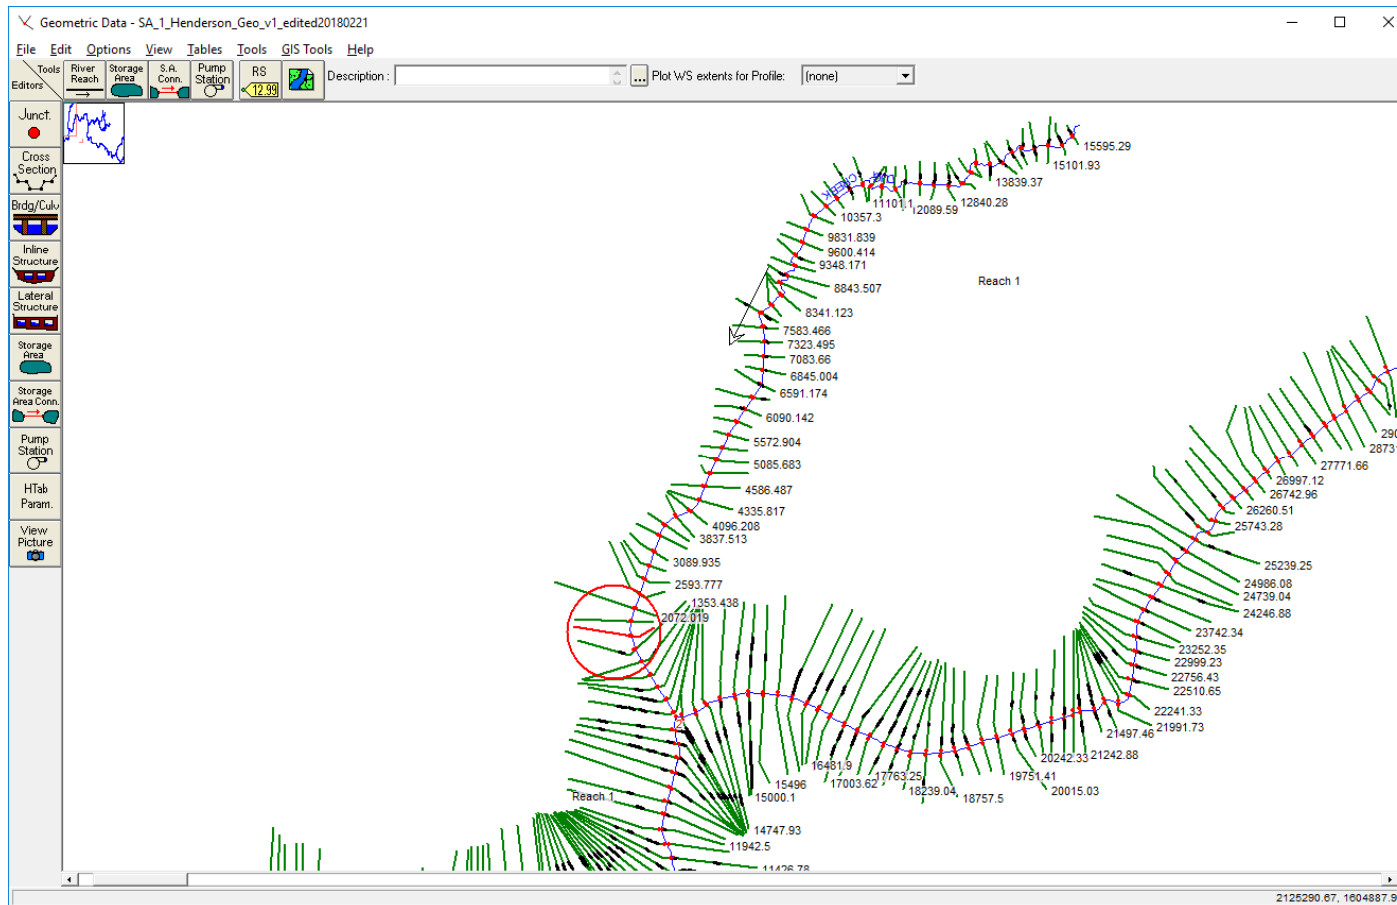 Geometric Data - SA_1_Henderson_Geo_v1_edited20180221
File Edit Options View Tables Tools GIS Tools Help
Tools
Editors
River
Reach
Storage
Area
S.A.
Conn.
Pump
Station
RS
12.99
Description :
...
Plot WS extents for Profile:
(none)
Junct.
Cross
Section
Brdg/Culv
Inline
Structure
Lateral
Structure
Storage
Area
Storage
Area Conn.
Pump
Station
HTab
Param.
View
Picture
15595.29
15101.93
13839.37
12840.28
12089.59
11101.1
CREEK
10357.3
9831.839
9600.414
9348.171
8843.507
8341.123
7583.466
7323.495
7083.66
6845.004
6591.174
6090.142
5572.904
5085.683
4586.487
4335.817
4096.208
3837.513
3089.935
2593.777
1353.438
2072.019
Reach 1
290
28731
27771.66
26997.12
26742.96
26260.51
25743.28
25239.25
24986.08
24739.04
24246.88
23742.34
23252.35
22999.23
22756.43
22510.65
22241.33
21991.73
21497.46
21242.88
20242.33
20015.03
19751.41
18757.5
18239.04
17763.25
17003.62
16481.9
15496
15000.1
14747.93
Reach 1
11942.5
11426.78
2125290.67, 1604887.9